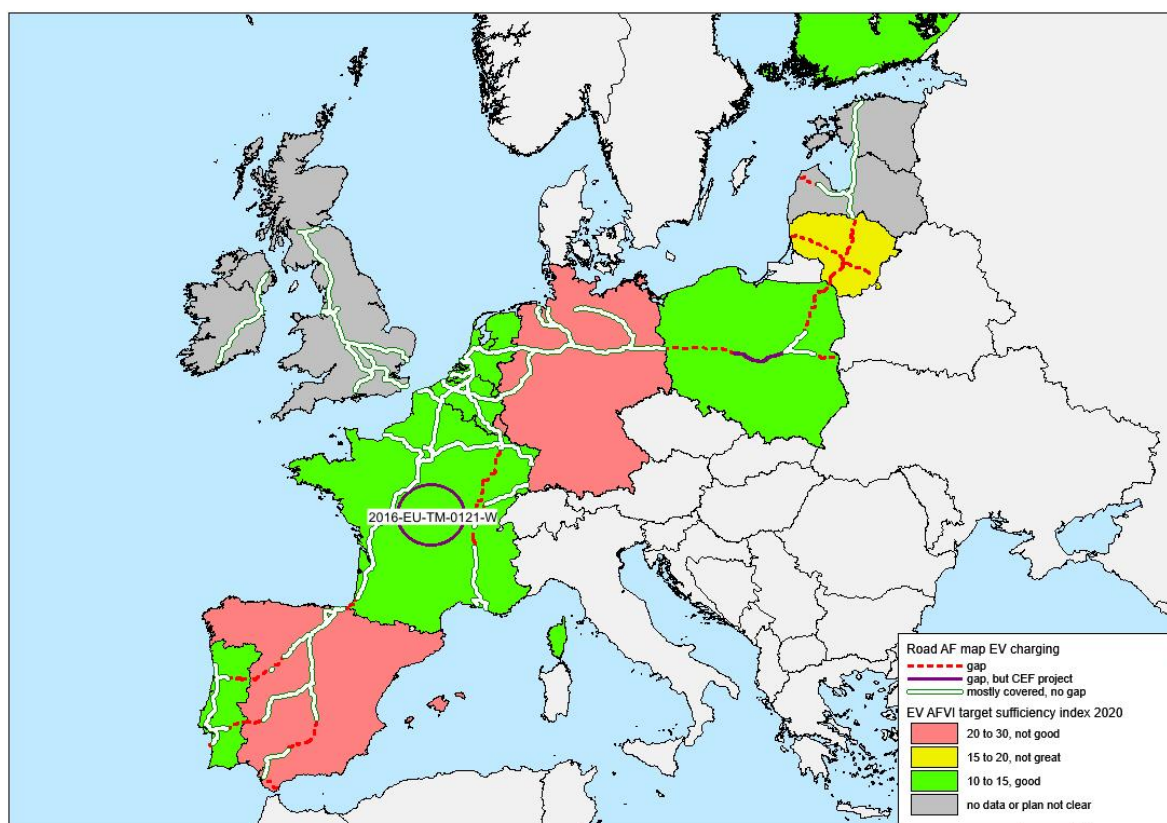 2016-EU-TM-0121-W
Road AF map EV charging
gap
gap, but CEF project
mostly covered, no gap
EV AFVI target sufficiency index 2020
20 to 30, not good
15 to 20, not great
10 to 15, good
no data or plan not clear